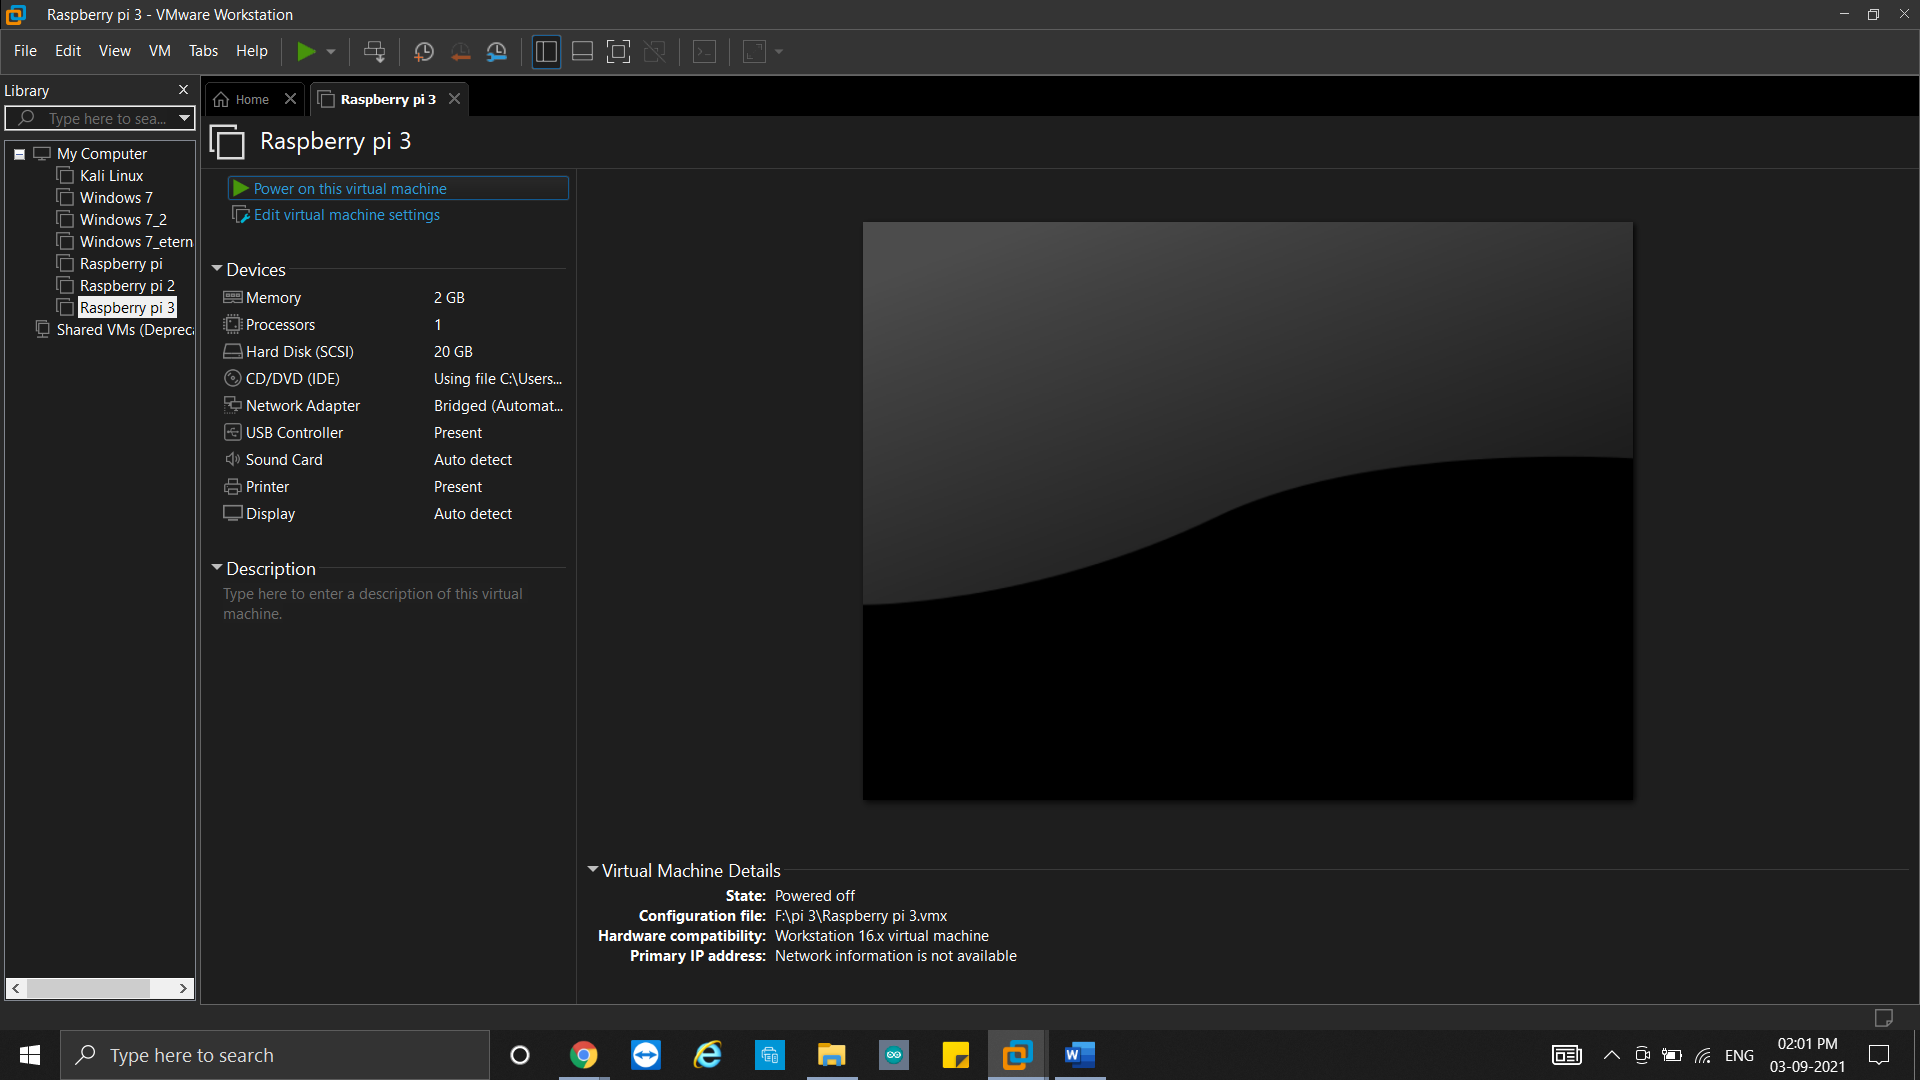 Raspberry pi 3 - VMware Workstation
File Edit View VM Tabs Help
Library
Type here to sea...
My Computer
Kali Linux
Windows 7
Windows 7_2
Windows 7_etern
Raspberry pi
Raspberry pi 2
Raspberry pi 3
Shared VMs (Depreca
Home
Raspberry pi 3
Raspberry pi 3
Power on this virtual machine
Edit virtual machine settings
Devices
Memory 2 GB
Processors 1
Hard Disk (SCSI) 20 GB
CD/DVD (IDE) Using file C:\Users...
Network Adapter Bridged (Automat...
USB Controller Present
Sound Card Auto detect
Printer Present
Display Auto detect
Description
Type here to enter a description of this virtual
machine.
Virtual Machine Details
State: Powered off
Configuration file: F:\pi 3\Raspberry pi 3.vmx
Hardware compatibility: Workstation 16.x virtual machine
Primary IP address: Network information is not available
Type here to search
ENG
02:01 PM
03-09-2021